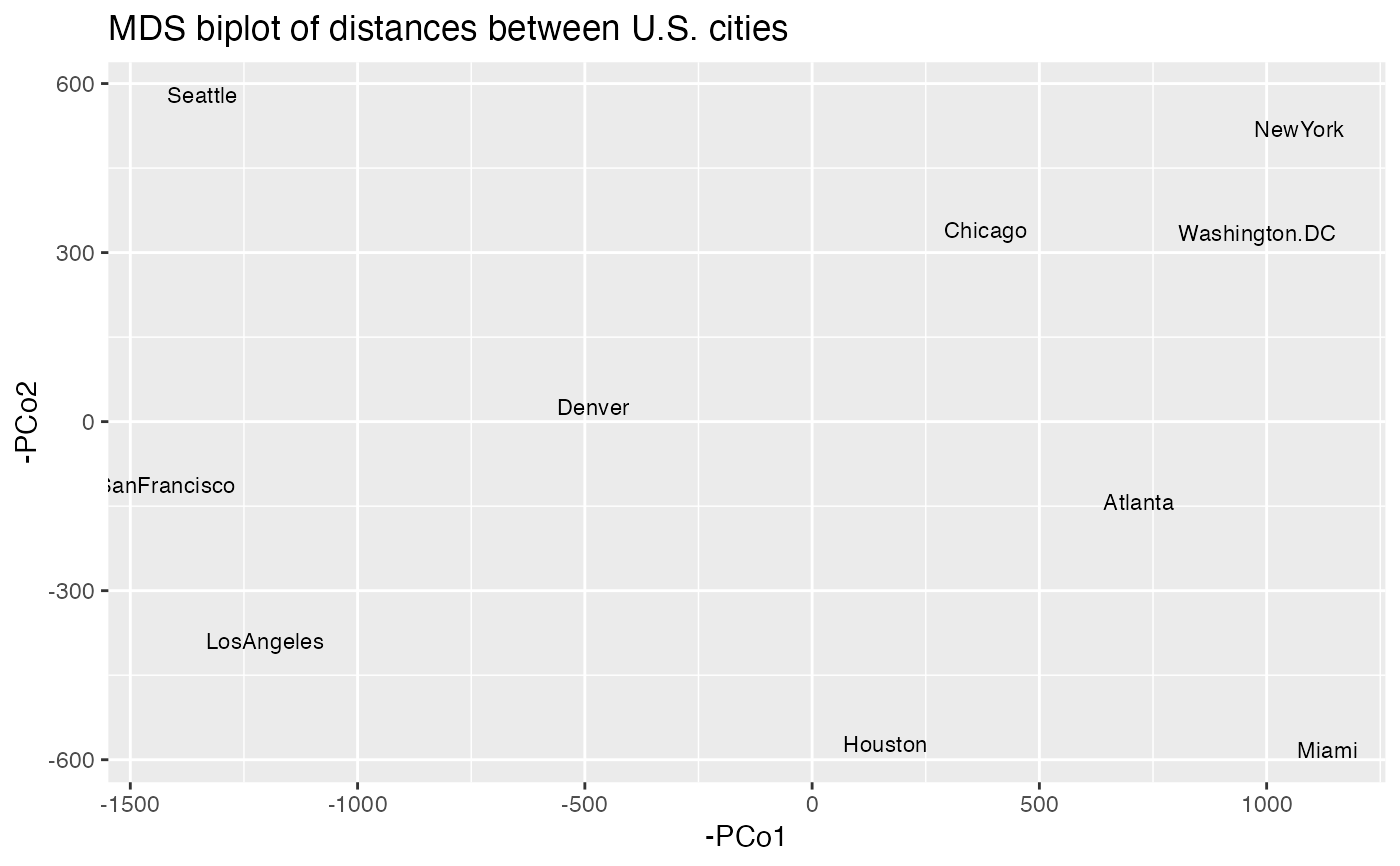 MDS biplot of distances between U.S. cities
600
300
0
-300
-600
-PCo2
Seattle
NewYork
Chicago
Washington.DC
Denver
SanFrancisco
Atlanta
LosAngeles
Houston
Miami
-1500
-1000
-500
0
500
1000
-PCo1